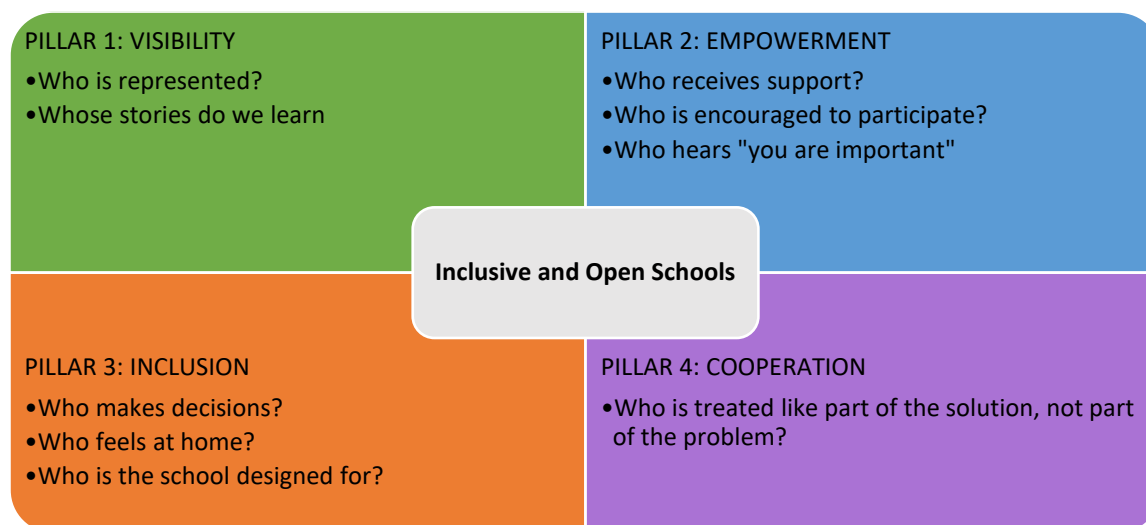 PILLAR 1: VISIBILITY
•Who is represented?
•Whose stories do we learn
PILLAR 2: EMPOWERMENT
•Who receives support?
•Who is encouraged to participate?
•Who hears "you are important"
Inclusive and Open Schools
PILLAR 3: INCLUSION
•Who makes decisions?
•Who feels at home?
•Who is the school designed for?
PILLAR 4: COOPERATION
•Who is treated like part of the solution, not part
of the problem?